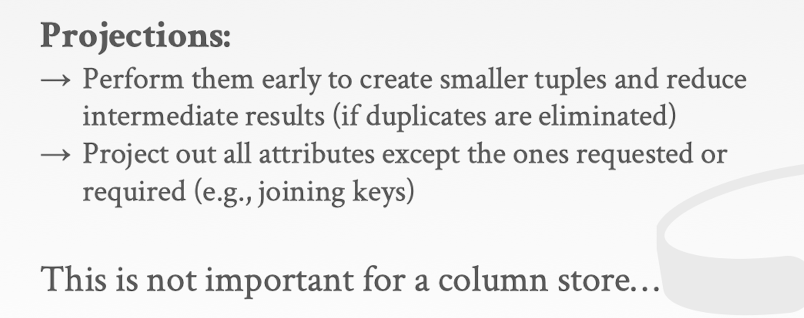 Projections:
→ Perform them early to create smaller tuples and reduce
intermediate results (if duplicates are eliminated)
→ Project out all attributes except the ones requested or
required (e.g., joining keys)
This is not important for a column store…